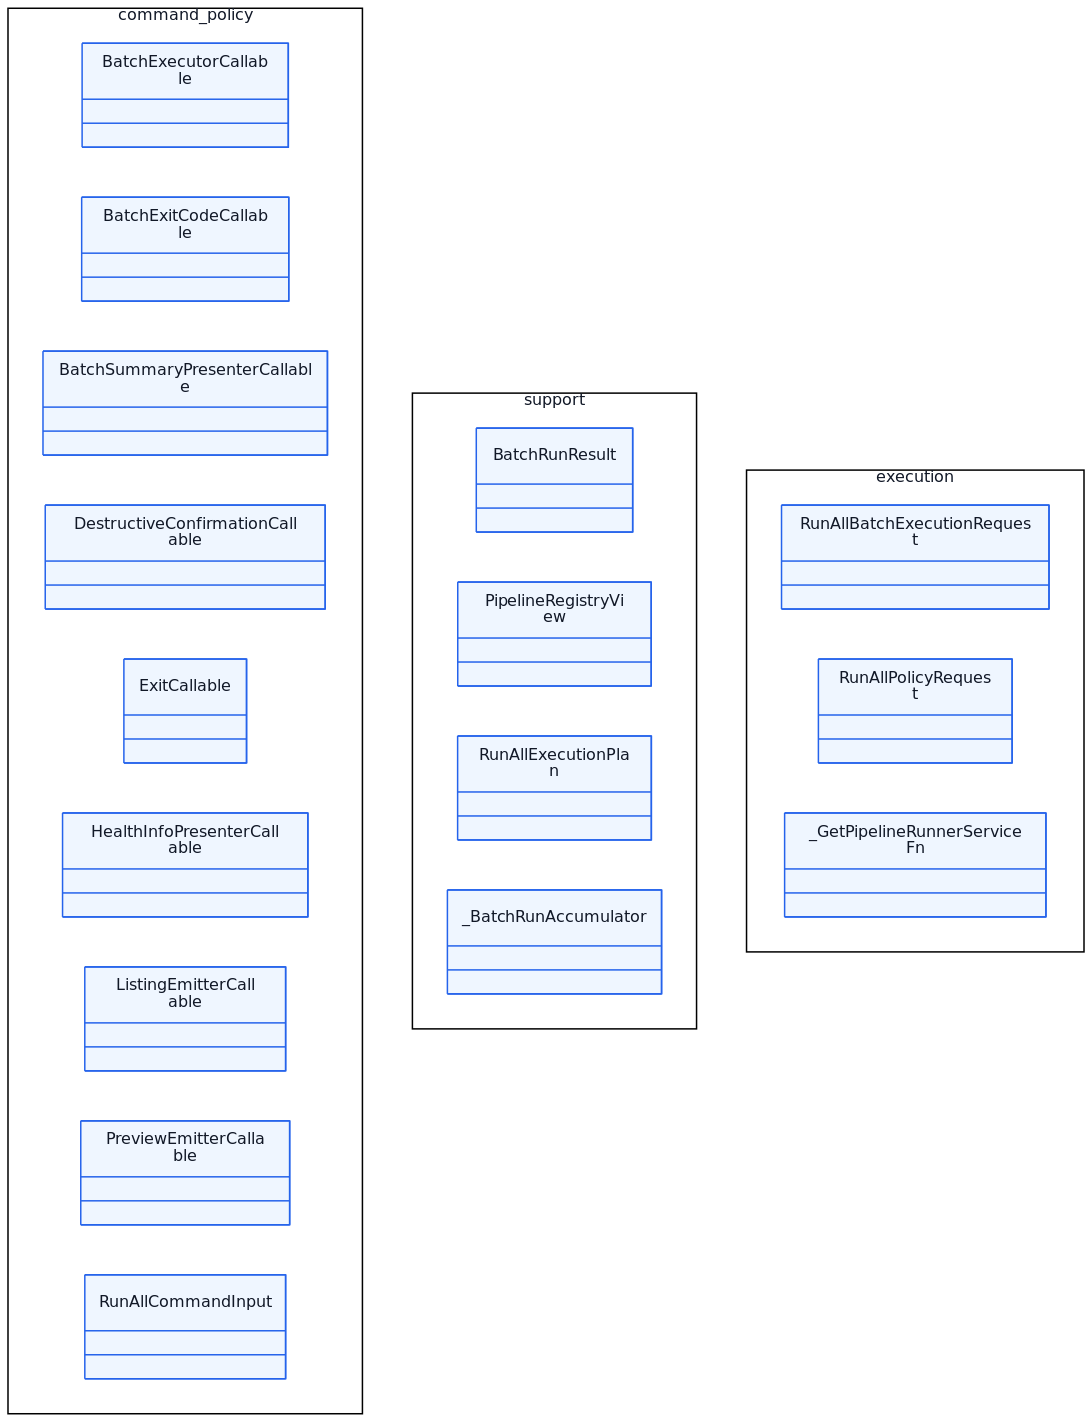 command_policy
BatchExecutorCallab
le
BatchExitCodeCallab
le
BatchSummaryPresenterCallabl
e
DestructiveConfirmationCall
able
ExitCallable
HealthInfoPresenterCall
able
ListingEmitterCall
able
PreviewEmitterCalla
ble
RunAllCommandInput
support
BatchRunResult
PipelineRegistryVi
ew
RunAllExecutionPla
n
_BatchRunAccumulator
execution
RunAllBatchExecutionReques
t
RunAllPolicyReques
t
_GetPipelineRunnerService
Fn